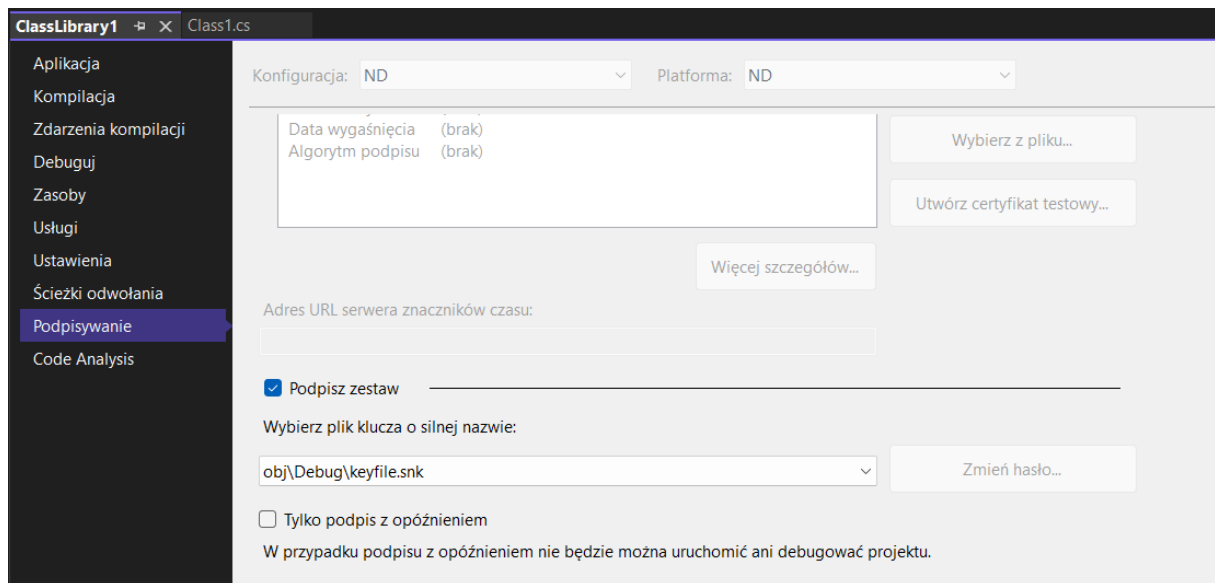 ClassLibrary1 Class1.cs
Aplikacja
Kompilacja
Zdarzenia kompilacji
Debuguj
Zasoby
Usługi
Ustawienia
Ścieżki odwołania
Podpisywanie
Code Analysis
Konfiguracja: ND Platforma: ND
Data wygaśnięcia (brak)
Algorytm podpisu (brak)
Wybierz z pliku...
Utwórz certyfikat testowy...
Więcej szczegółów...
Adres URL serwera znaczników czasu:
Podpisz zestaw
Wybierz plik klucza o silnej nazwie:
obj\Debug\keyfile.snk
Zmień hasło...
Tylko podpis z opóźnieniem
W przypadku podpisu z opóźnieniem nie będzie można uruchomić ani debugować projektu.